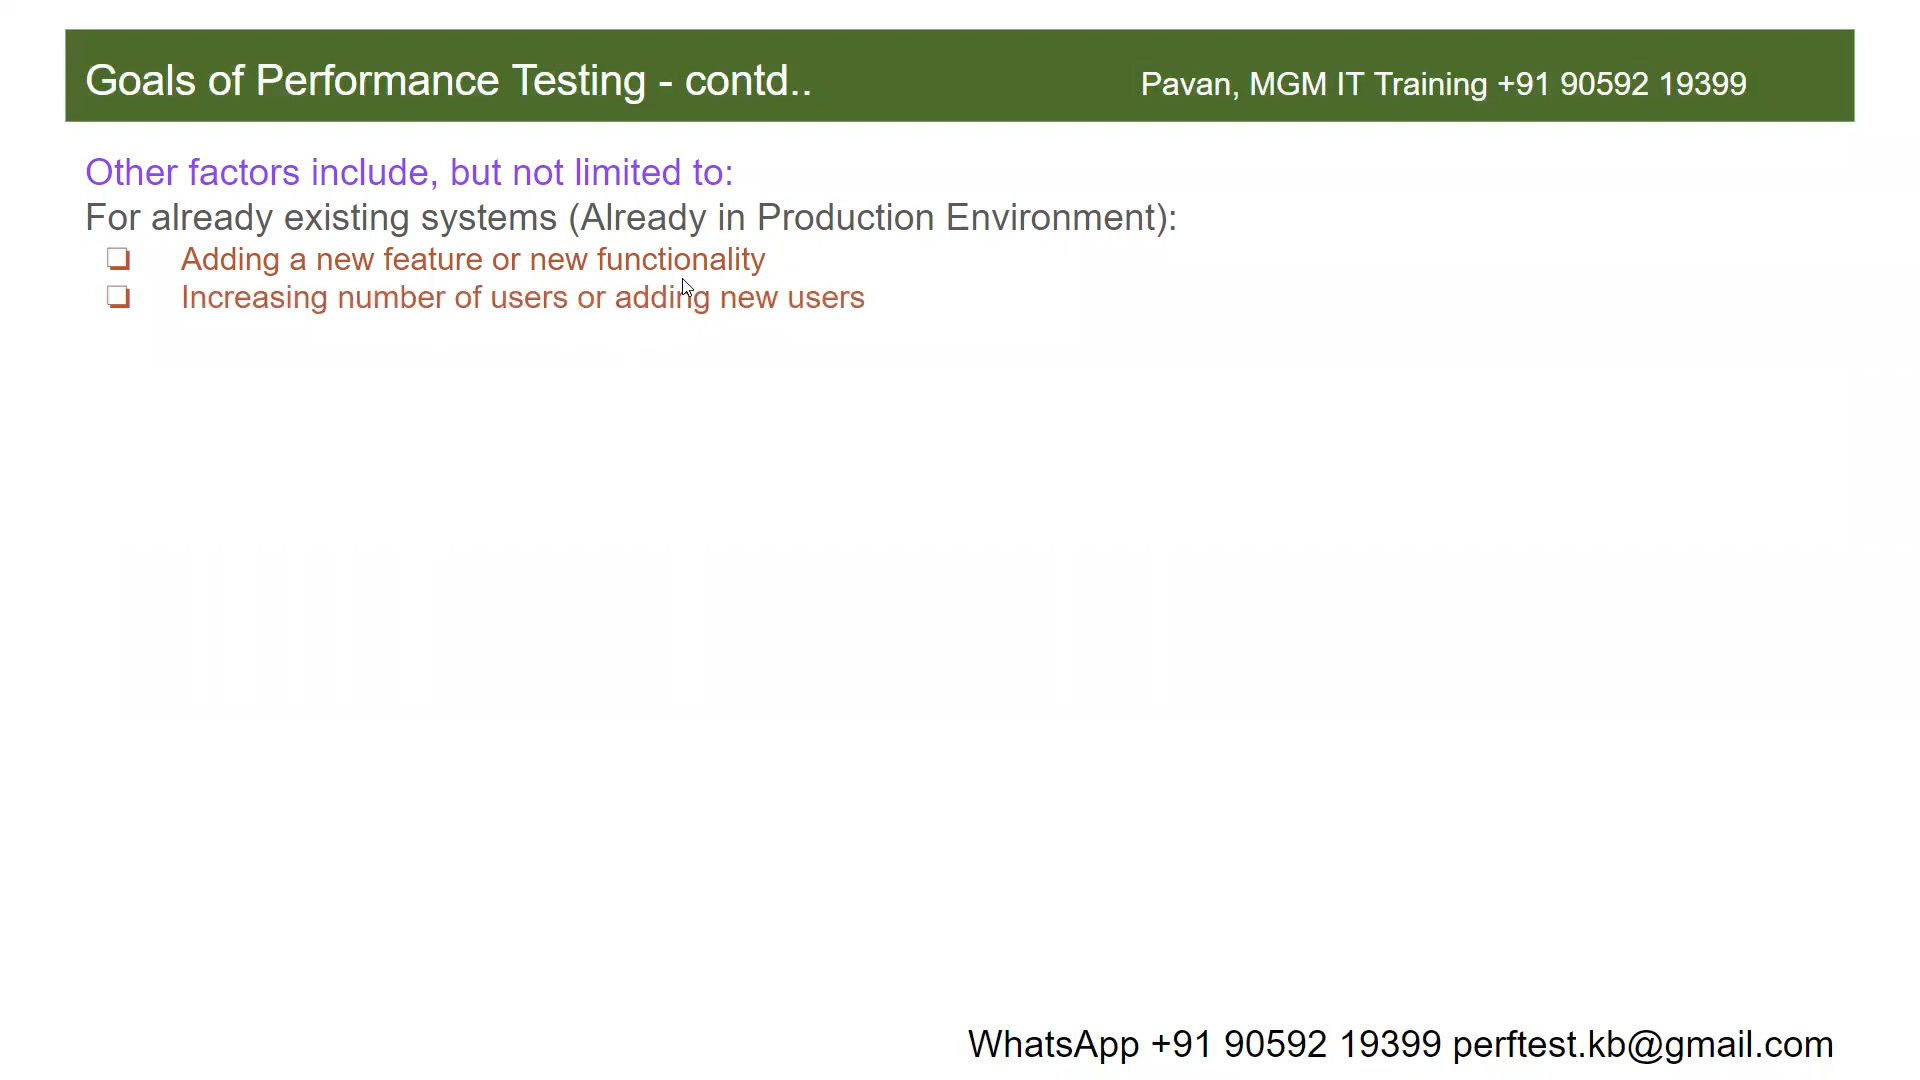 Goals of Performance Testing - contd..
Pavan, MGM IT Training +91 90592 19399
Other factors include, but not limited to:
For already existing systems (Already in Production Environment):
❏ Adding a new feature or new functionality
❏ Increasing number of users or adding new users
WhatsApp +91 90592 19399 perftest.kb@gmail.com